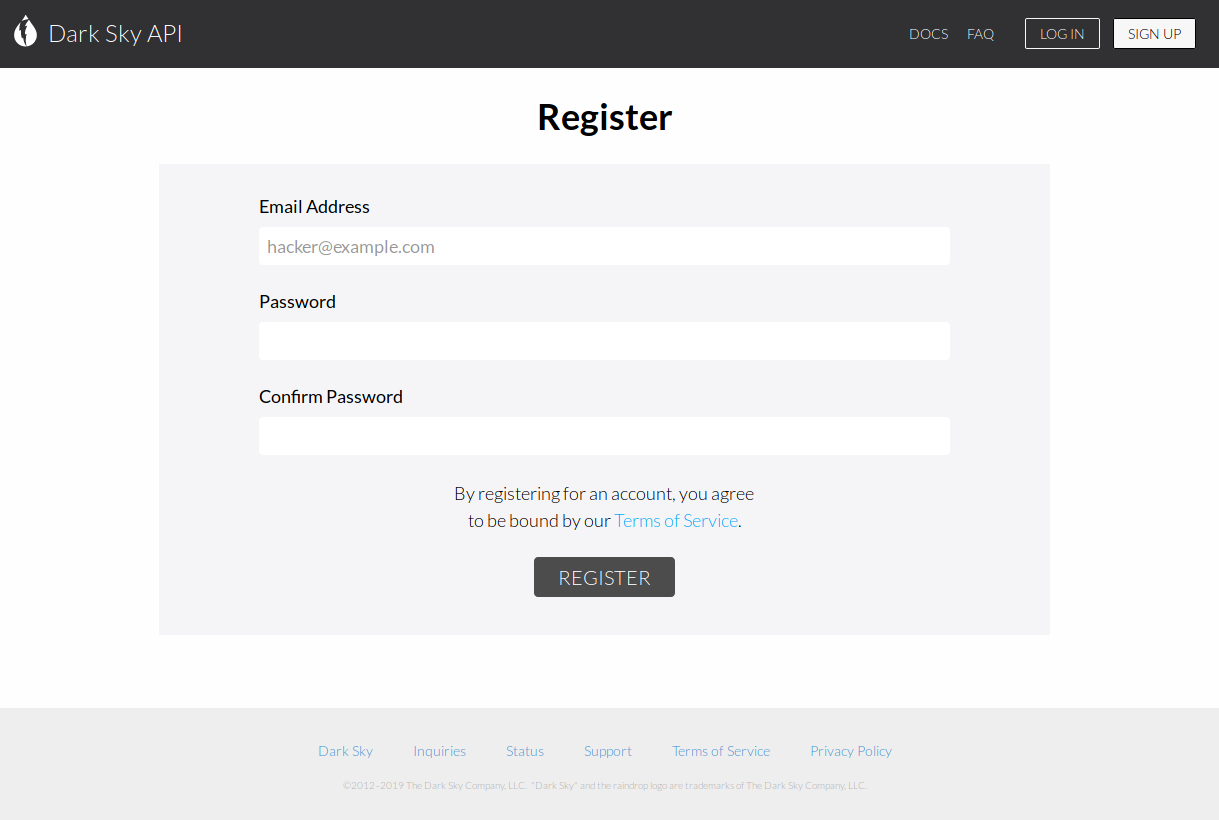 Dark Sky API
DOCS FAQ LOG IN SIGN UP
Register
Email Address
hacker@example.com
Password
Confirm Password
By registering for an account, you agree
to be bound by our Terms of Service.
REGISTER
Dark Sky Inquiries Status Support Terms of Service Privacy Policy
©2012–2019 The Dark Sky Company, LLC. "Dark Sky" and the raindrop logo are trademarks of The Dark Sky Company, LLC.